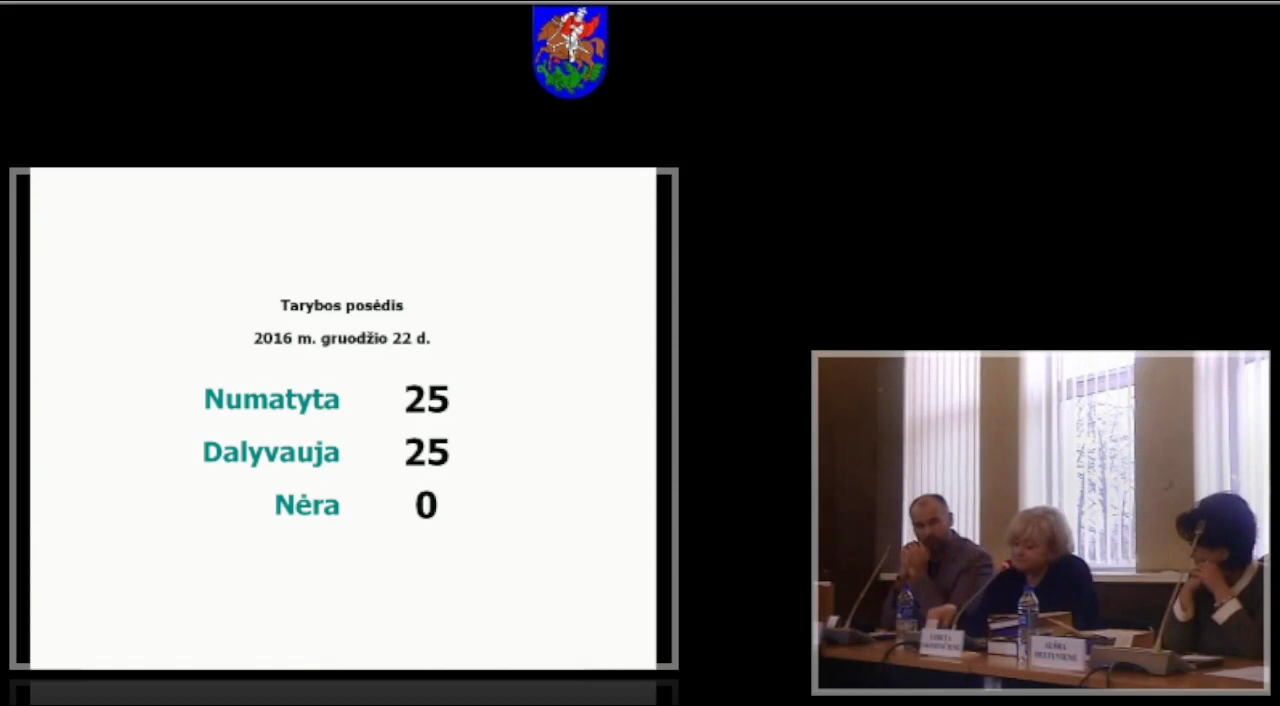 Tarybos posėdis
2016 m. gruodžio 22 d.
Numatyta 25
Dalyvauja 25
Nėra 0